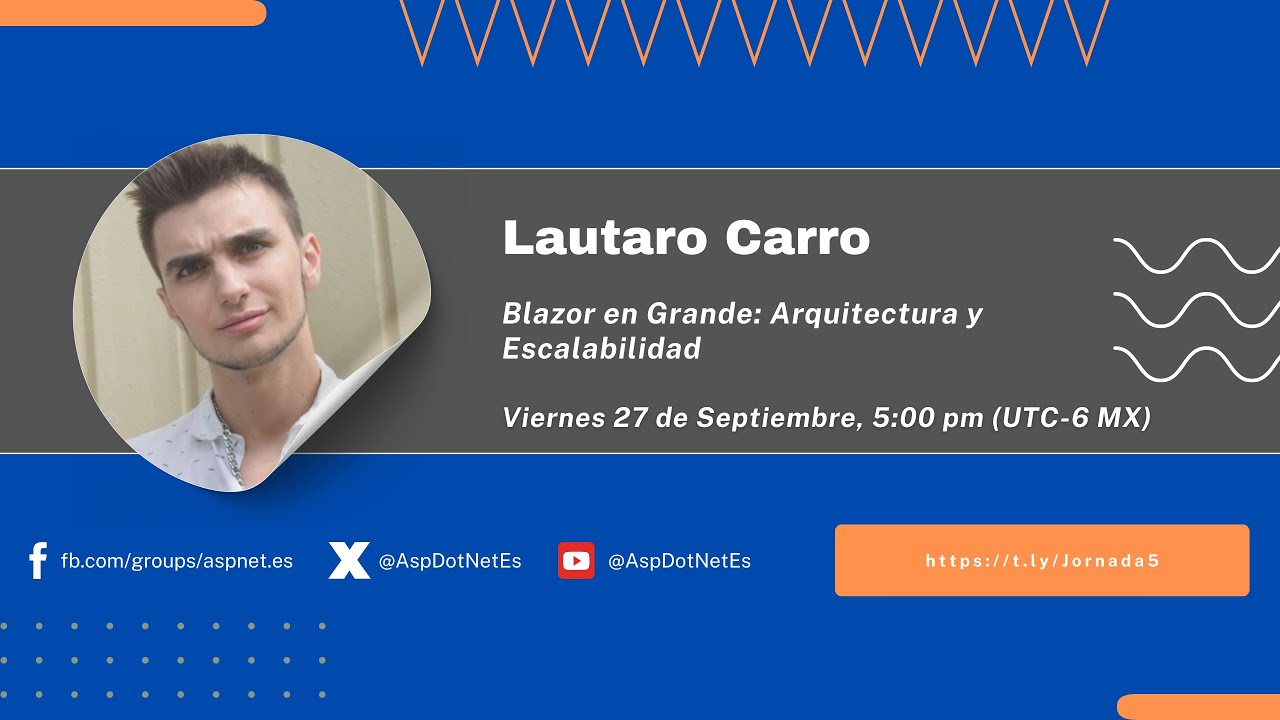 Lautaro Carro
Blazor en Grande: Arquitectura y
Escalabilidad
Viernes 27 de Septiembre, 5:00 pm (UTC-6 MX)
fb.com/groups/aspnet.es
@AspDotNetEs
@AspDotNetEs
https://t.ly/Jornada5